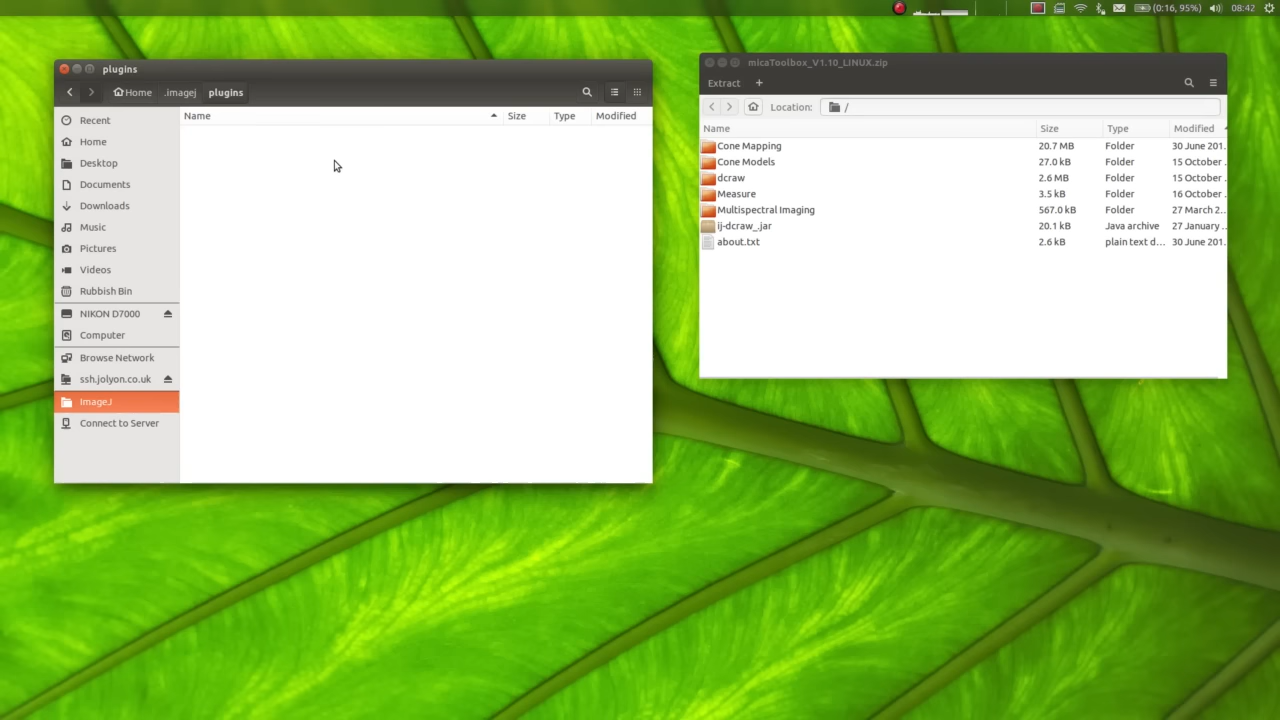 (0:16, 95%) 08:42
plugins
Home .imagej plugins
Name Size Type Modified
Recent
Home
Desktop
Documents
Downloads
Music
Pictures
Videos
Rubbish Bin
NIKON D7000
Computer
Browse Network
ssh.jolyon.co.uk
ImageJ
Connect to Server
micaToolbox_V1.10_LINUX.zip
Extract +
Location: /
Name Size Type Modified
Cone Mapping 20.7 MB Folder 30 June 201…
Cone Models 27.0 kB Folder 15 October …
dcraw 2.6 MB Folder 15 October …
Measure 3.5 kB Folder 16 October …
Multispectral Imaging 567.0 kB Folder 27 March 2…
ij-dcraw_.jar 20.1 kB Java archive 27 January …
about.txt 2.6 kB plain text d… 30 June 201…